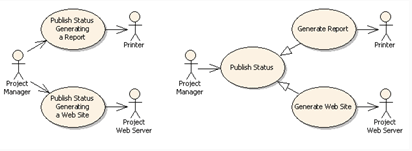 Publish Status
Generating
a Report
Printer
Project
Manager
Publish Status
Generating
a Web Site
Project
Web Server
Generate Report
Printer
Publish Status
Project
Manager
Generate Web Site
Project
Web Server